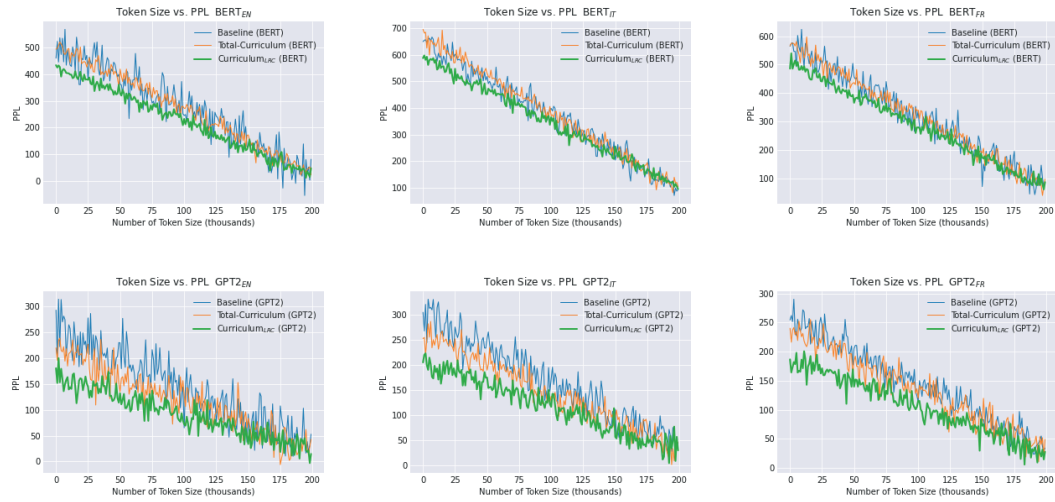 Token Size vs. PPL BERT_EN
Baseline (BERT)
Total-Curriculum (BERT)
Curriculum_LRC (BERT)
PPL
500
400
300
200
100
0
0 25 50 75 100 125 150 175 200
Number of Token Size (thousands)
Token Size vs. PPL BERT_IT
Baseline (BERT)
Total-Curriculum (BERT)
Curriculum_LRC (BERT)
PPL
700
600
500
400
300
200
100
0 25 50 75 100 125 150 175 200
Number of Token Size (thousands)
Token Size vs. PPL BERT_FR
Baseline (BERT)
Total-Curriculum (BERT)
Curriculum_LRC (BERT)
PPL
600
500
400
300
200
100
0 25 50 75 100 125 150 175 200
Number of Token Size (thousands)
Token Size vs. PPL GPT2_EN
Baseline (GPT2)
Total-Curriculum (GPT2)
Curriculum_LRC (GPT2)
PPL
300
250
200
150
100
50
0
0 25 50 75 100 125 150 175 200
Number of Token Size (thousands)
Token Size vs. PPL GPT2_IT
Baseline (GPT2)
Total-Curriculum (GPT2)
Curriculum_LRC (GPT2)
PPL
300
250
200
150
100
50
0
0 25 50 75 100 125 150 175 200
Number of Token Size (thousands)
Token Size vs. PPL GPT2_FR
Baseline (GPT2)
Total-Curriculum (GPT2)
Curriculum_LRC (GPT2)
PPL
300
250
200
150
100
50
0
0 25 50 75 100 125 150 175 200
Number of Token Size (thousands)